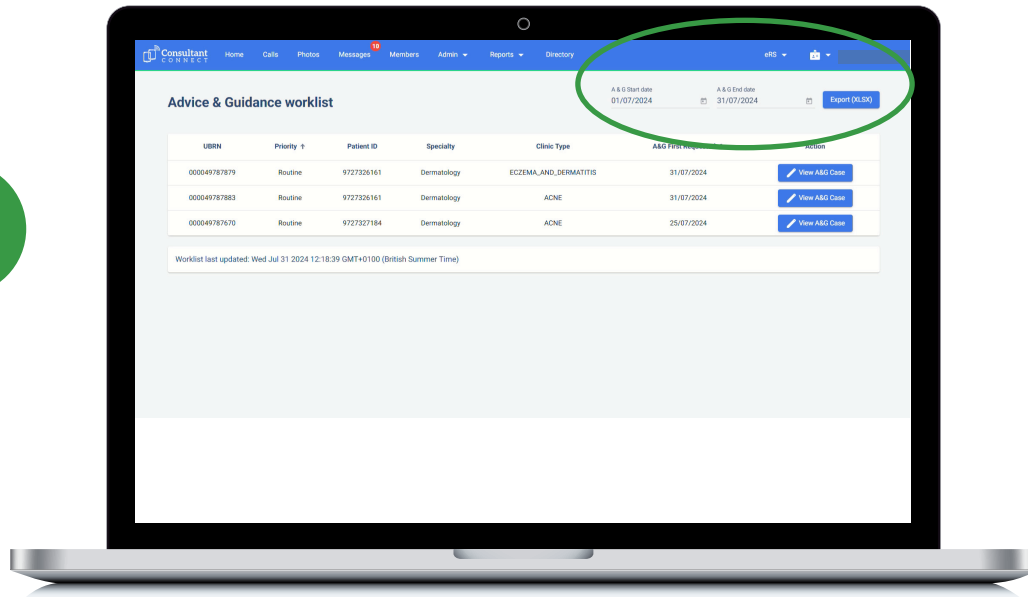 Consultant CONNECT Home Calls Photos Messages 10 Members Admin Reports Directory eRS
Advice & Guidance worklist
A & G Start date A & G End date
01/07/2024 31/07/2024 Export (XLSX)
UBRN Priority ↑ Patient ID Specialty Clinic Type A&G First Action
000049787879 Routine 9727326161 Dermatology ECZEMA_AND_DERMATITIS 31/07/2024 View A&G Case
000049787883 Routine 9727326161 Dermatology ACNE 31/07/2024 View A&G Case
000049787670 Routine 9727327184 Dermatology ACNE 25/07/2024 View A&G Case
Worklist last updated: Wed Jul 31 2024 12:18:39 GMT+0100 (British Summer Time)